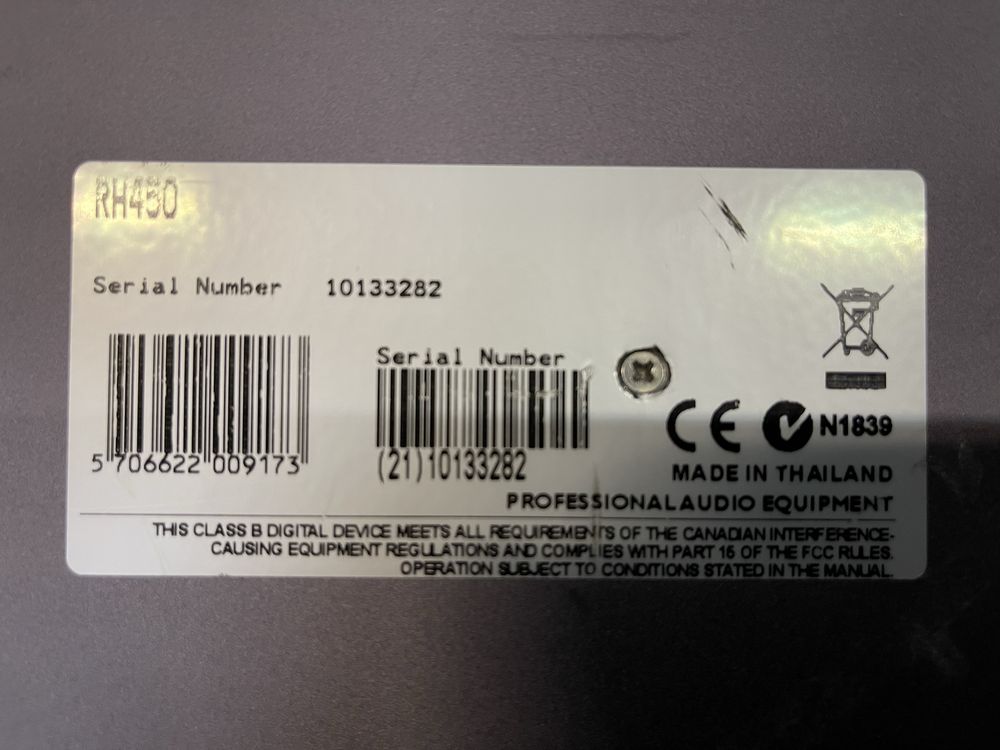 RH450
Serial Number 10133282
5 706622 009173
Serial Number
(21)10133282
CE N1839
MADE IN THAILAND
PROFESSIONAL AUDIO EQUIPMENT
THIS CLASS B DIGITAL DEVICE MEETS ALL REQUIREMENTS OF THE CANADIAN INTERFERENCE-
CAUSING EQUIPMENT REGULATIONS AND COMPLIES WITH PART 15 OF THE FCC RULES.
OPERATION SUBJECT TO CONDITIONS STATED IN THE MANUAL.